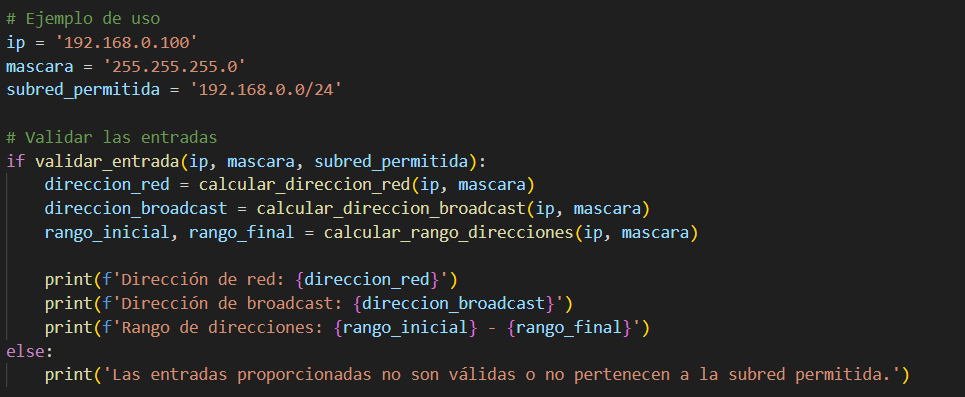 # Ejemplo de uso
ip = '192.168.0.100'
mascara = '255.255.255.0'
subred_permitida = '192.168.0.0/24'

# Validar las entradas
if validar_entrada(ip, mascara, subred_permitida):
    direccion_red = calcular_direccion_red(ip, mascara)
    direccion_broadcast = calcular_direccion_broadcast(ip, mascara)
    rango_inicial, rango_final = calcular_rango_direcciones(ip, mascara)

    print(f'Dirección de red: {direccion_red}')
    print(f'Dirección de broadcast: {direccion_broadcast}')
    print(f'Rango de direcciones: {rango_inicial} - {rango_final}')
else:
    print('Las entradas proporcionadas no son válidas o no pertenecen a la subred permitida.')